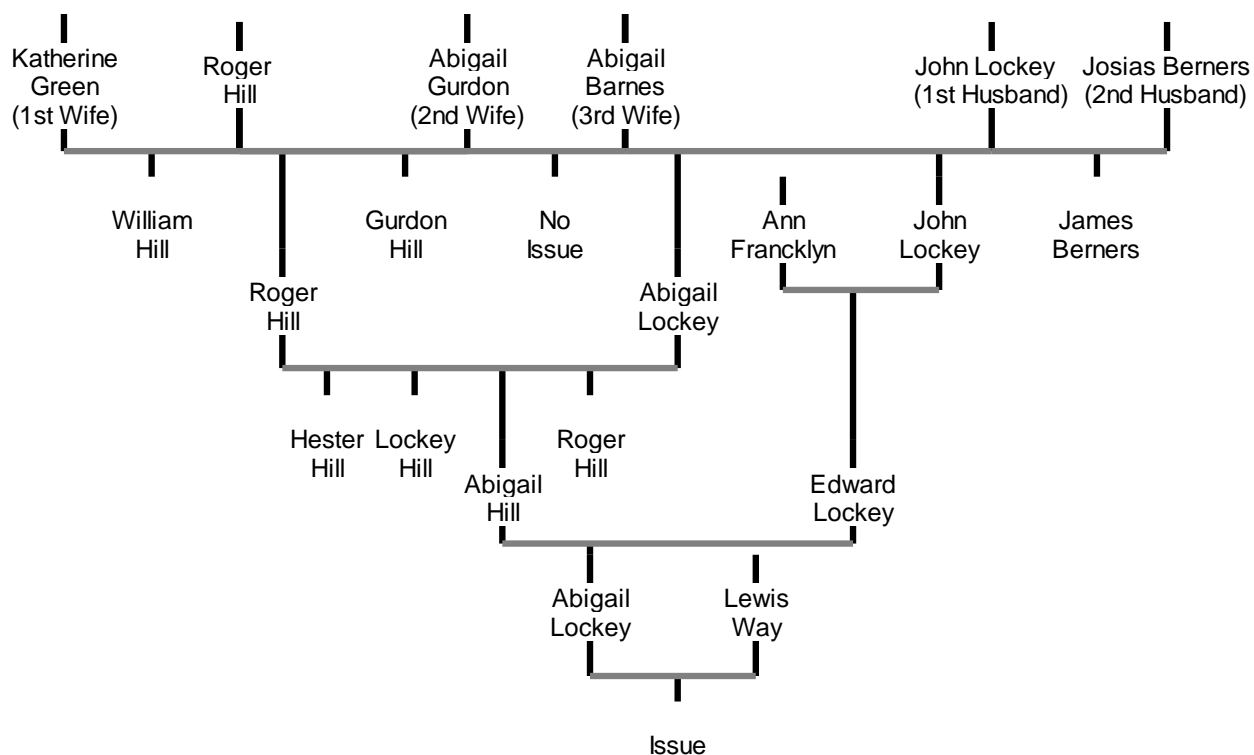 Katherine
Green
(1st Wife)
Roger
Hill
Abigail
Gurdon
(2nd Wife)
Abigail
Barnes
(3rd Wife)
John Lockey
(1st Husband)
Josias Berners
(2nd Husband)
William
Hill
Gurdon
Hill
No
Issue
Ann
Francklyn
John
Lockey
James
Berners
Roger
Hill
Abigail
Lockey
Hester
Hill
Lockey
Hill
Roger
Hill
Abigail
Hill
Edward
Lockey
Abigail
Lockey
Lewis
Way
Issue